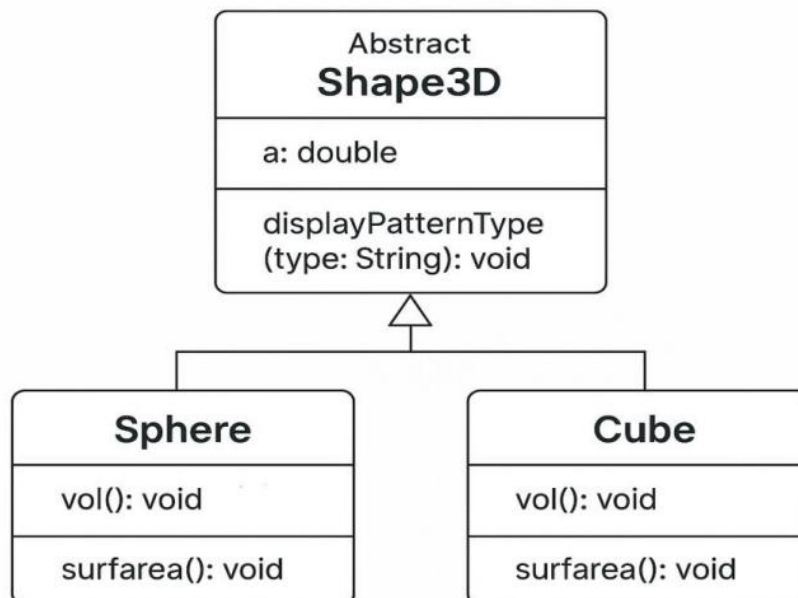 Abstract
Shape3D
a: double
displayPatternType
(type: String): void
Sphere
vol(): void
surfarea(): void
Cube
vol(): void
surfarea(): void